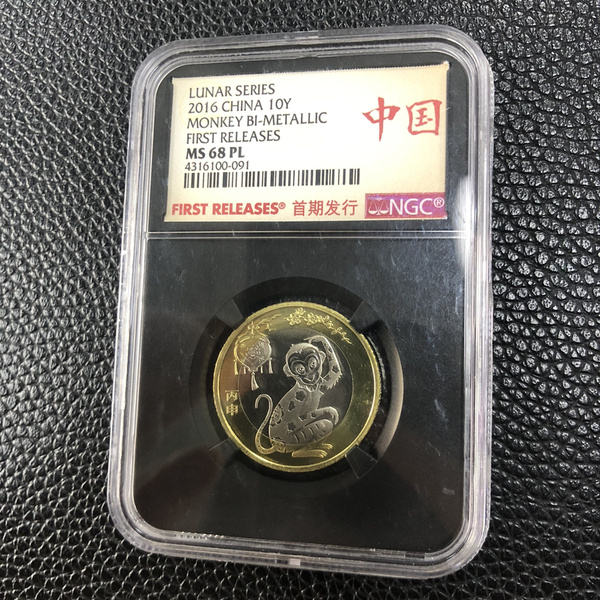 LUNAR SERIES
2016 CHINA 10Y
MONKEY BI-METALLIC
FIRST RELEASES
MS 68 PL
4316100-091
中国
FIRST RELEASES® 首期发行
NGC®
丙申